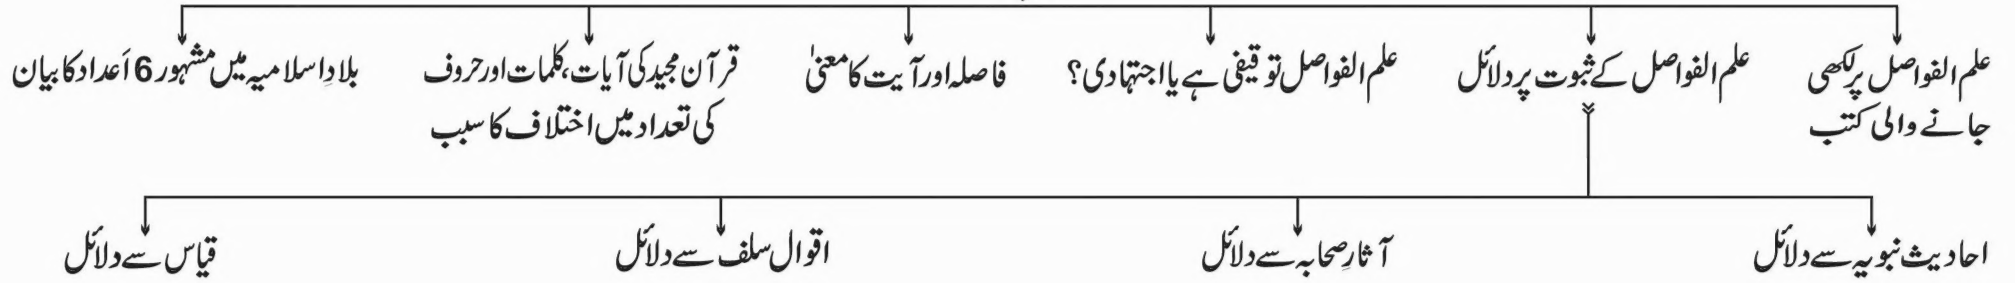 علم الفواصل پر لکھی
جانے والی کتب
علم الفواصل کے ثبوت پر دلائل
علم الفواصل توقیفی ہے یا اجتہادی؟
فاصلہ اور آیت کا معنیٰ
قرآن مجید کی آیات، کلمات اور حروف
کی تعداد میں اختلاف کا سبب
بلادِ اسلامیہ میں مشہور 6 اَعداد کا بیان
احادیث نبویہ سے دلائل
آثارِ صحابہ سے دلائل
اقوال سلف سے دلائل
قیاس سے دلائل